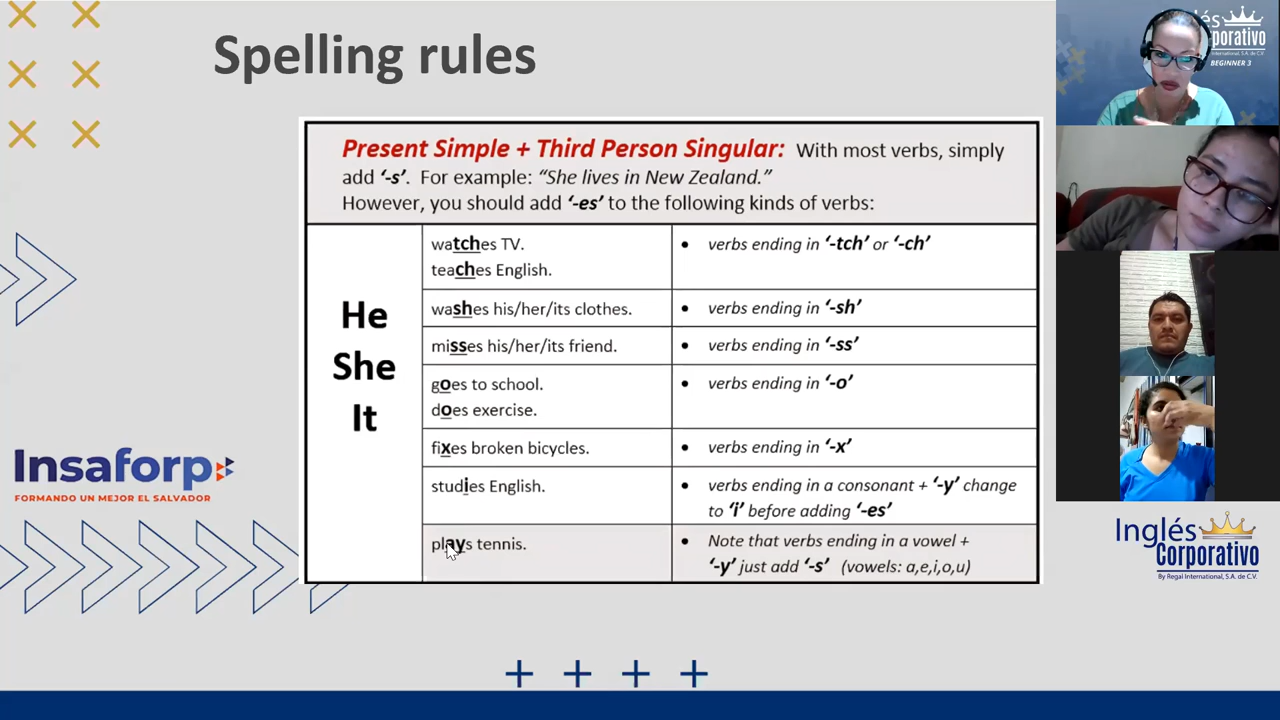 Spelling rules
Present Simple + Third Person Singular: With most verbs, simply
add ‘-s’. For example: “She lives in New Zealand.”
However, you should add ‘-es’ to the following kinds of verbs:
He
She
It
watches TV.
teaches English.
• verbs ending in ‘-tch’ or ‘-ch’
washes his/her/its clothes.
• verbs ending in ‘-sh’
misses his/her/its friend.
• verbs ending in ‘-ss’
goes to school.
does exercise.
• verbs ending in ‘-o’
fixes broken bicycles.
• verbs ending in ‘-x’
studies English.
• verbs ending in a consonant + ‘-y’ change
to ‘i’ before adding ‘-es’
plays tennis.
• Note that verbs ending in a vowel +
‘-y’ just add ‘-s’ (vowels: a,e,i,o,u)
Insaforp
FORMANDO UN MEJOR EL SALVADOR
Inglés
Corporativo
By Regal International, S.A. de C.V.
BEGINNER 3